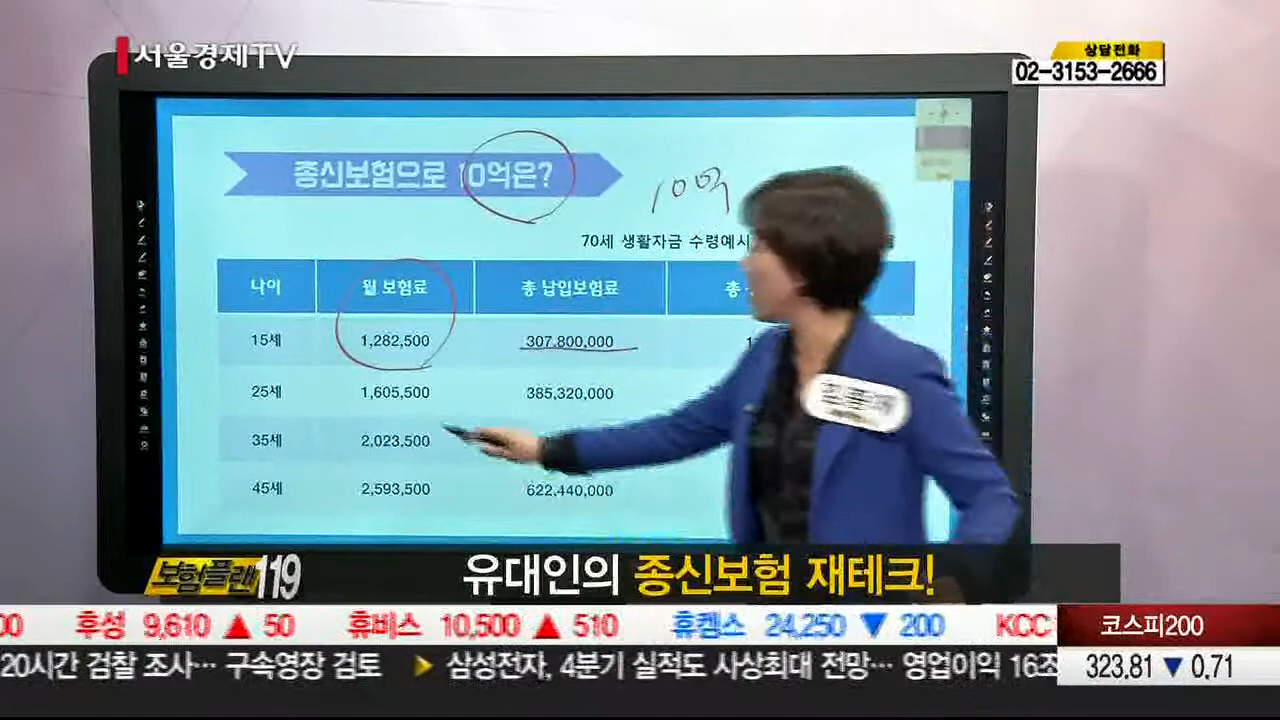 서울경제TV
상담전화
02-3153-2666
종신보험으로 10억은?
10억
70세 생활자금 수령예시
나이 월 보험료 총 납입보험료 총
15세 1,282,500 307,800,000
25세 1,605,500 385,320,000
35세 2,023,500
45세 2,593,500 622,440,000
보험플랜119
유대인의 종신보험 재테크!
00 후성 9,610 ▲ 50 휴비스 10,500 ▲ 510 휴켐스 24,250 ▼ 200 KCC 코스피200
20시간 검찰 조사… 구속영장 검토 ▶ 삼성전자, 4분기 실적도 사상최대 전망… 영업이익 16조 323.81 ▼ 0.71